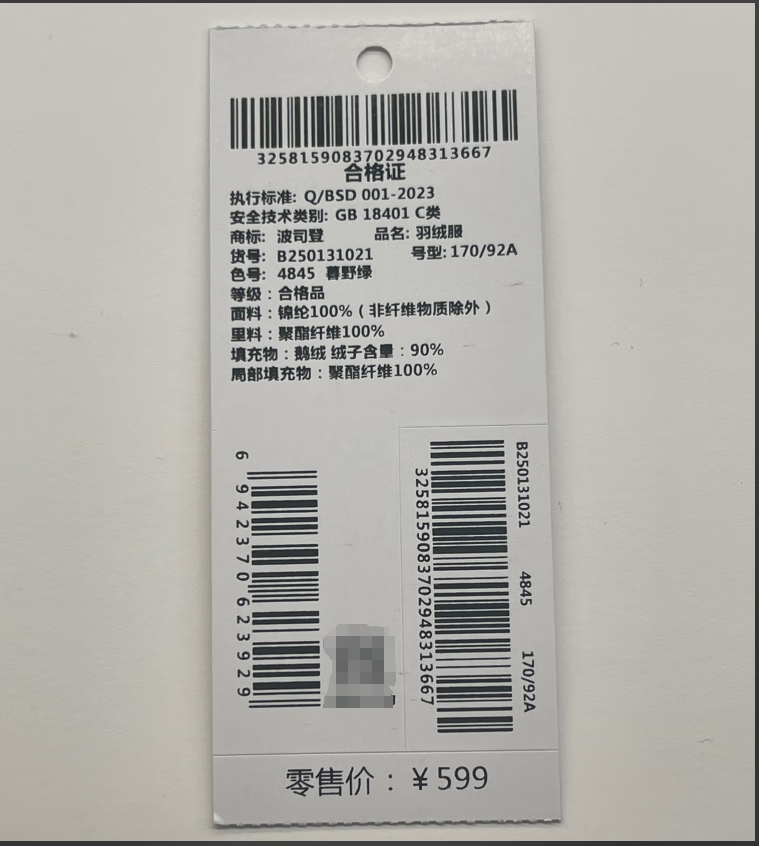 3258159083702948313667
合格证
执行标准: Q/BSD 001-2023
安全技术类别: GB 18401 C类
商标: 波司登 品名: 羽绒服
货号: B250131021 号型: 170/92A
色号: 4845 暮野绿
等级：合格品
面料：锦纶100%（非纤维物质除外）
里料：聚酯纤维100%
填充物：鹅绒 绒子含量：90%
局部填充物：聚酯纤维100%
6942370623929
3258159083702948313667
B250131021 4845 170/92A
零售价：￥599